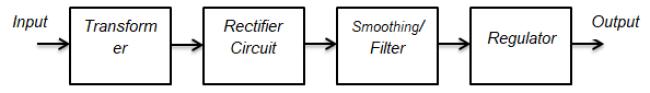 Input
Transform
er
Rectifier
Circuit
Smoothing/
Filter
Regulator
Output